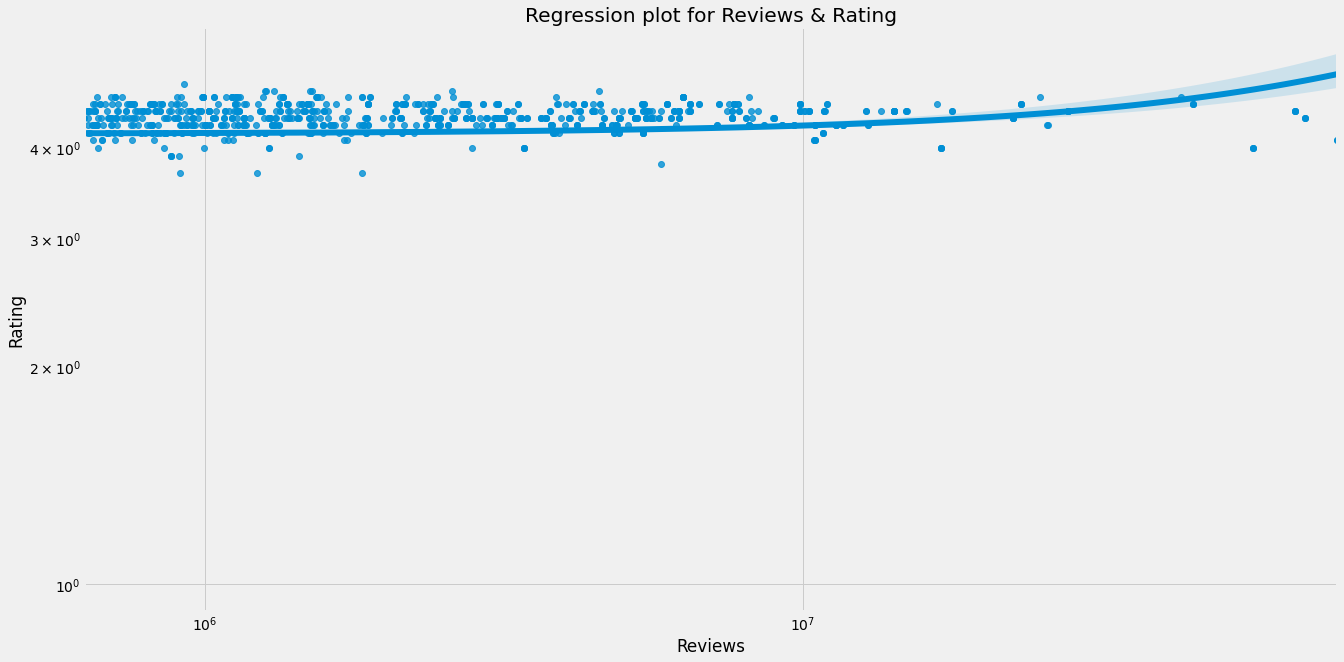 Regression plot for Reviews & Rating
Rating
4 × 10⁰
3 × 10⁰
2 × 10⁰
10⁰
10⁶ 10⁷
Reviews